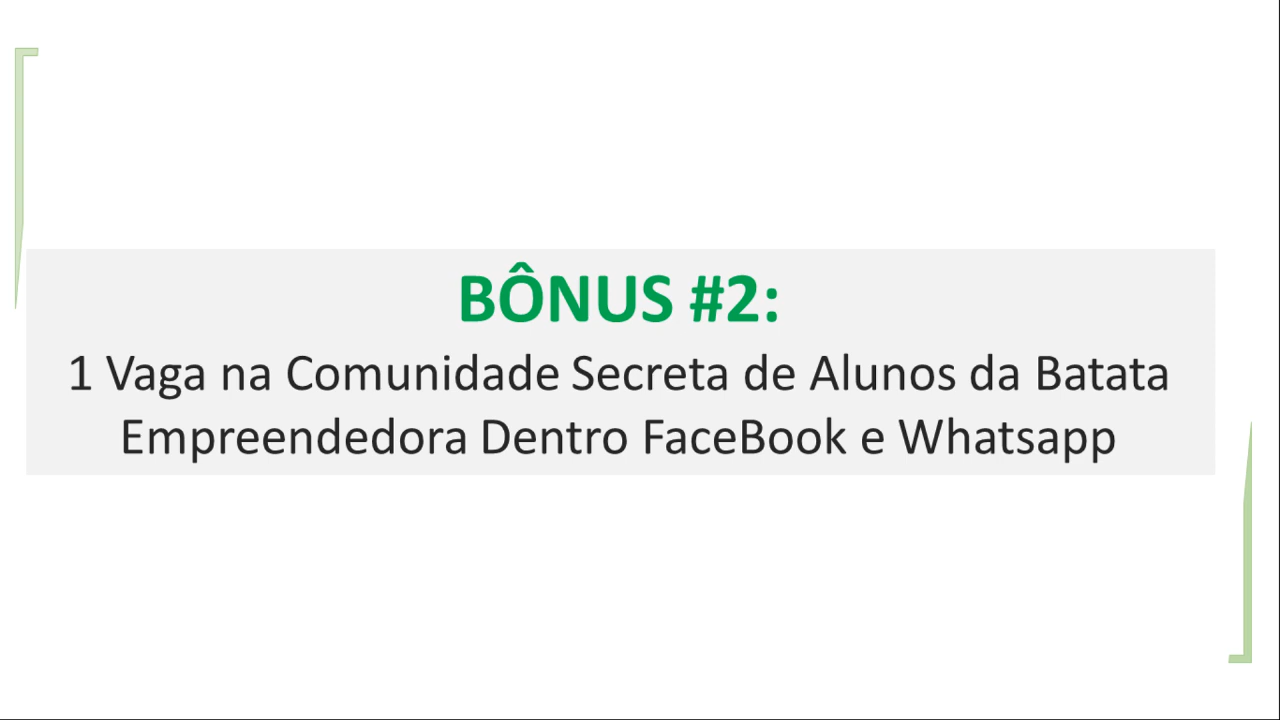 BÔNUS #2:
1 Vaga na Comunidade Secreta de Alunos da Batata
Empreendedora Dentro FaceBook e Whatsapp